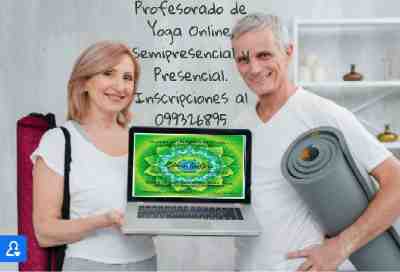 Profesorado de
Yoga Online,
semipresencial y
Presencial.
Inscripciones al
099326895